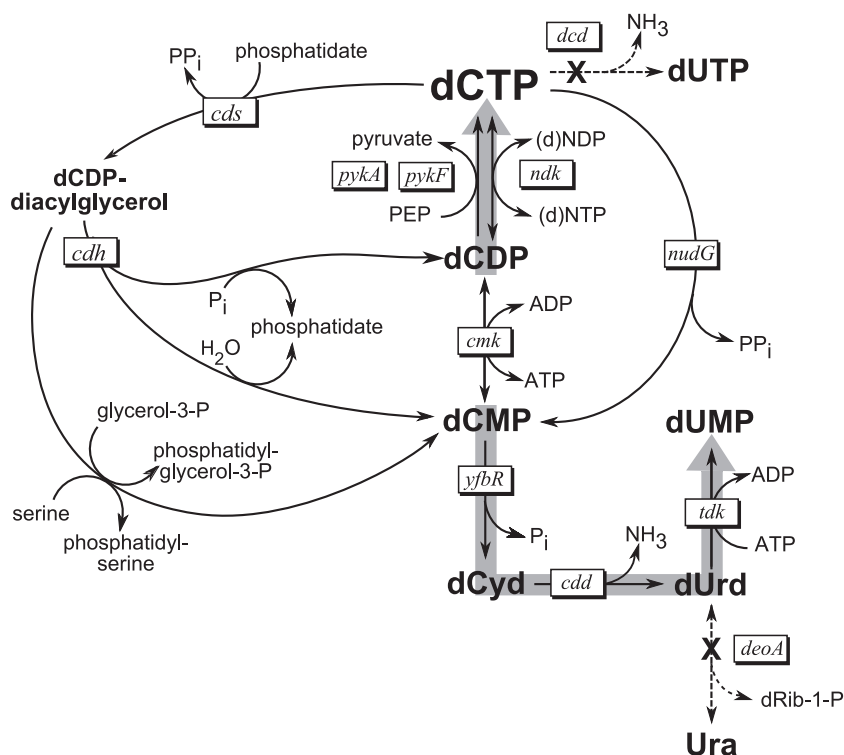 PPi
phosphatidate
cds
dCTP
dcd
NH3
X
dUTP
pyruvate
pykA
pykF
PEP
(d)NDP
ndk
(d)NTP
dCDP-
diacylglycerol
cdh
dCDP
nudG
Pi
phosphatidate
H2O
ADP
cmk
ATP
PPi
dCMP
dUMP
glycerol-3-P
phosphatidyl-
glycerol-3-P
serine
phosphatidyl-
serine
yfbR
Pi
ADP
tdk
ATP
dCyd
cdd
NH3
dUrd
X
deoA
dRib-1-P
Ura